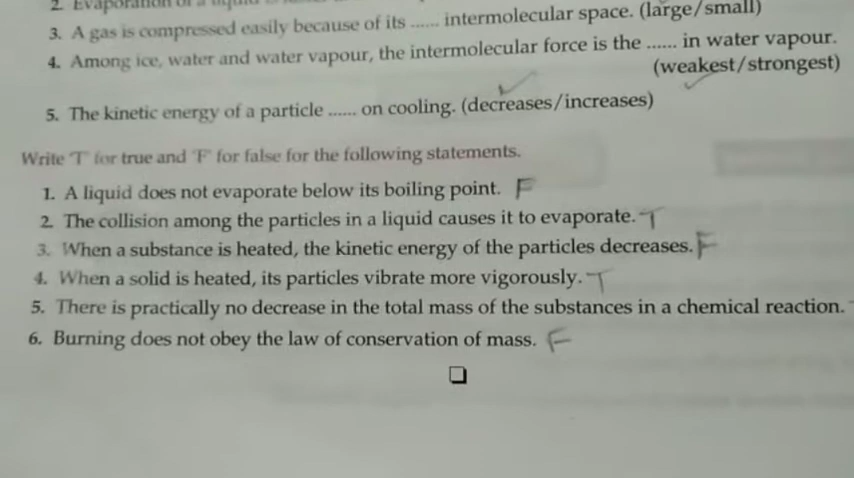 2. Evaporation of a liquid is
3. A gas is compressed easily because of its ...... intermolecular space. (large/small)
4. Among ice, water and water vapour, the intermolecular force is the ...... in water vapour.
(weakest/strongest)
5. The kinetic energy of a particle ...... on cooling. (decreases/increases)
Write 'T' for true and 'F' for false for the following statements.
1. A liquid does not evaporate below its boiling point. F
2. The collision among the particles in a liquid causes it to evaporate. T
3. When a substance is heated, the kinetic energy of the particles decreases. F
4. When a solid is heated, its particles vibrate more vigorously. T
5. There is practically no decrease in the total mass of the substances in a chemical reaction.
6. Burning does not obey the law of conservation of mass. F